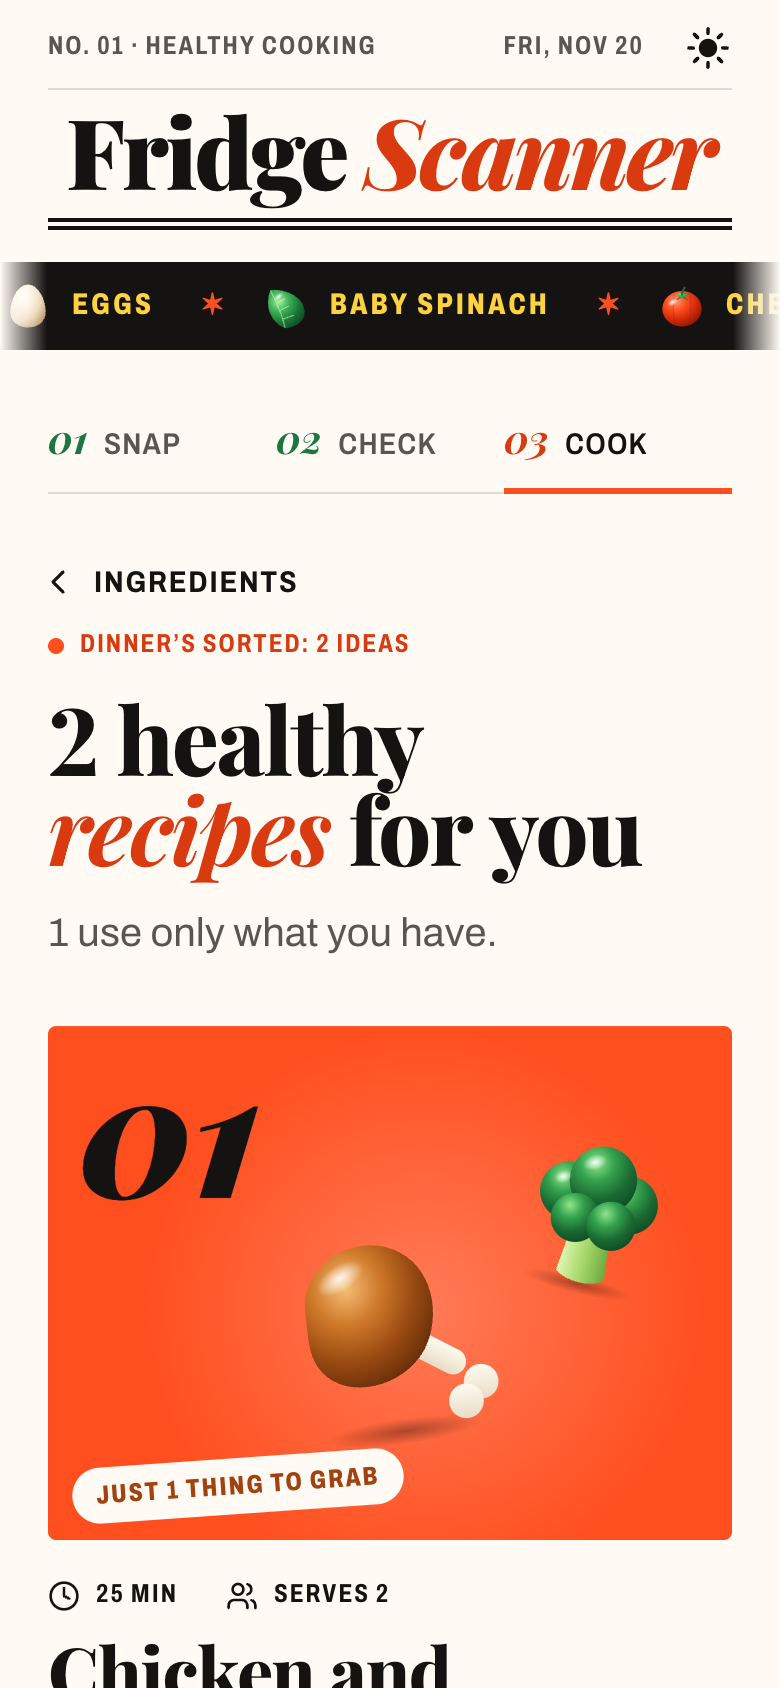 NO. 01 · HEALTHY COOKING
FRI, NOV 20
Fridge Scanner
EGGS ✶ BABY SPINACH ✶
01 SNAP
02 CHECK
03 COOK
INGREDIENTS
DINNER’S SORTED: 2 IDEAS
2 healthy
recipes for you
1 use only what you have.
01
JUST 1 THING TO GRAB
25 MIN
SERVES 2
Chicken and